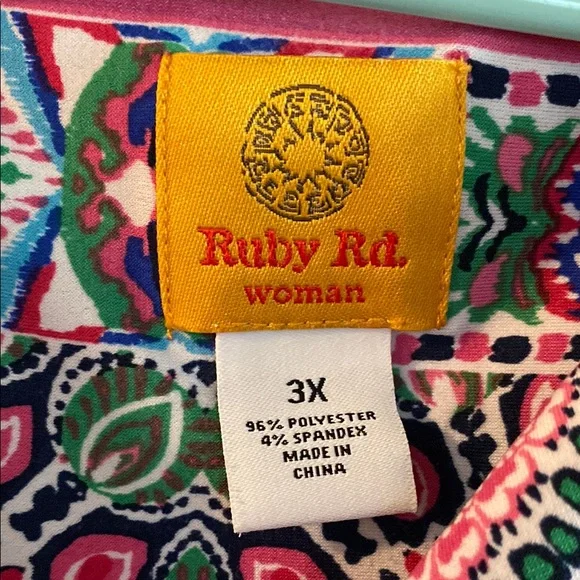 Ruby Rd.
woman
3X
96% POLYESTER
4% SPANDEX
MADE IN
CHINA